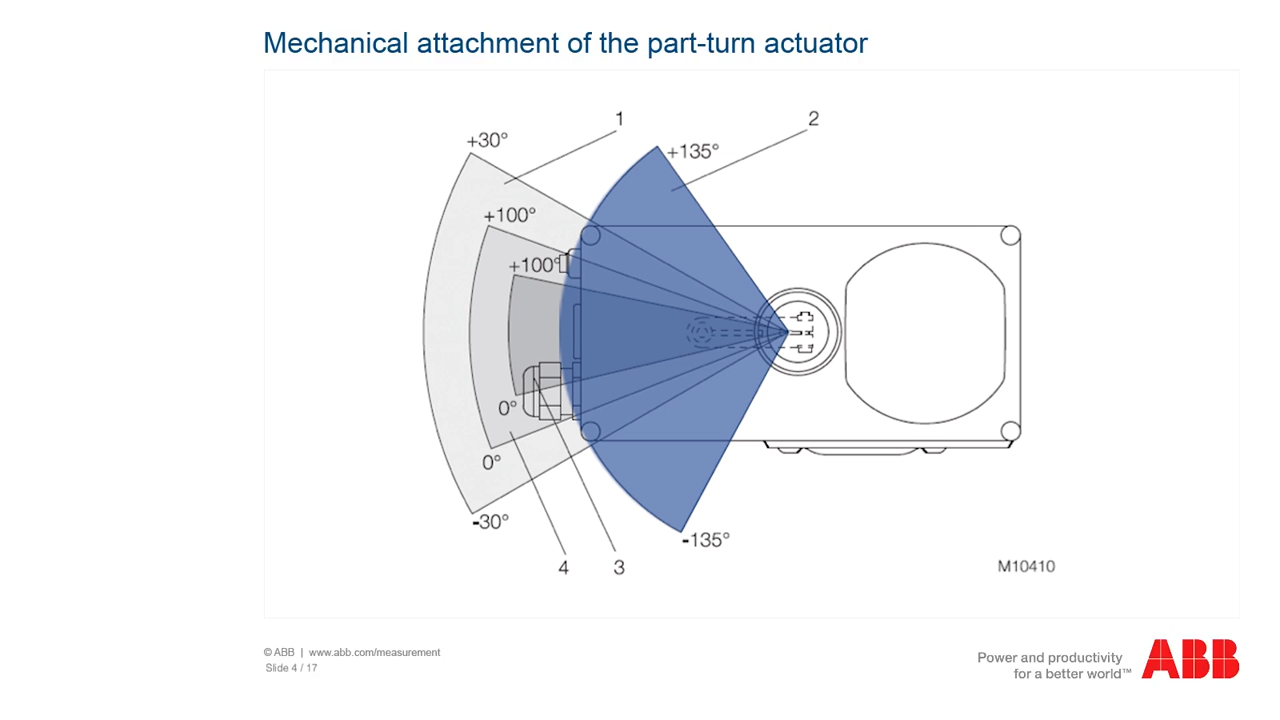 Mechanical attachment of the part-turn actuator
1
2
+30°
+135°
+100°
+100°
0°
0°
-30°
-135°
4
3
M10410
© ABB | www.abb.com/measurement
Slide 4 / 17
Power and productivity
for a better world™
ABB